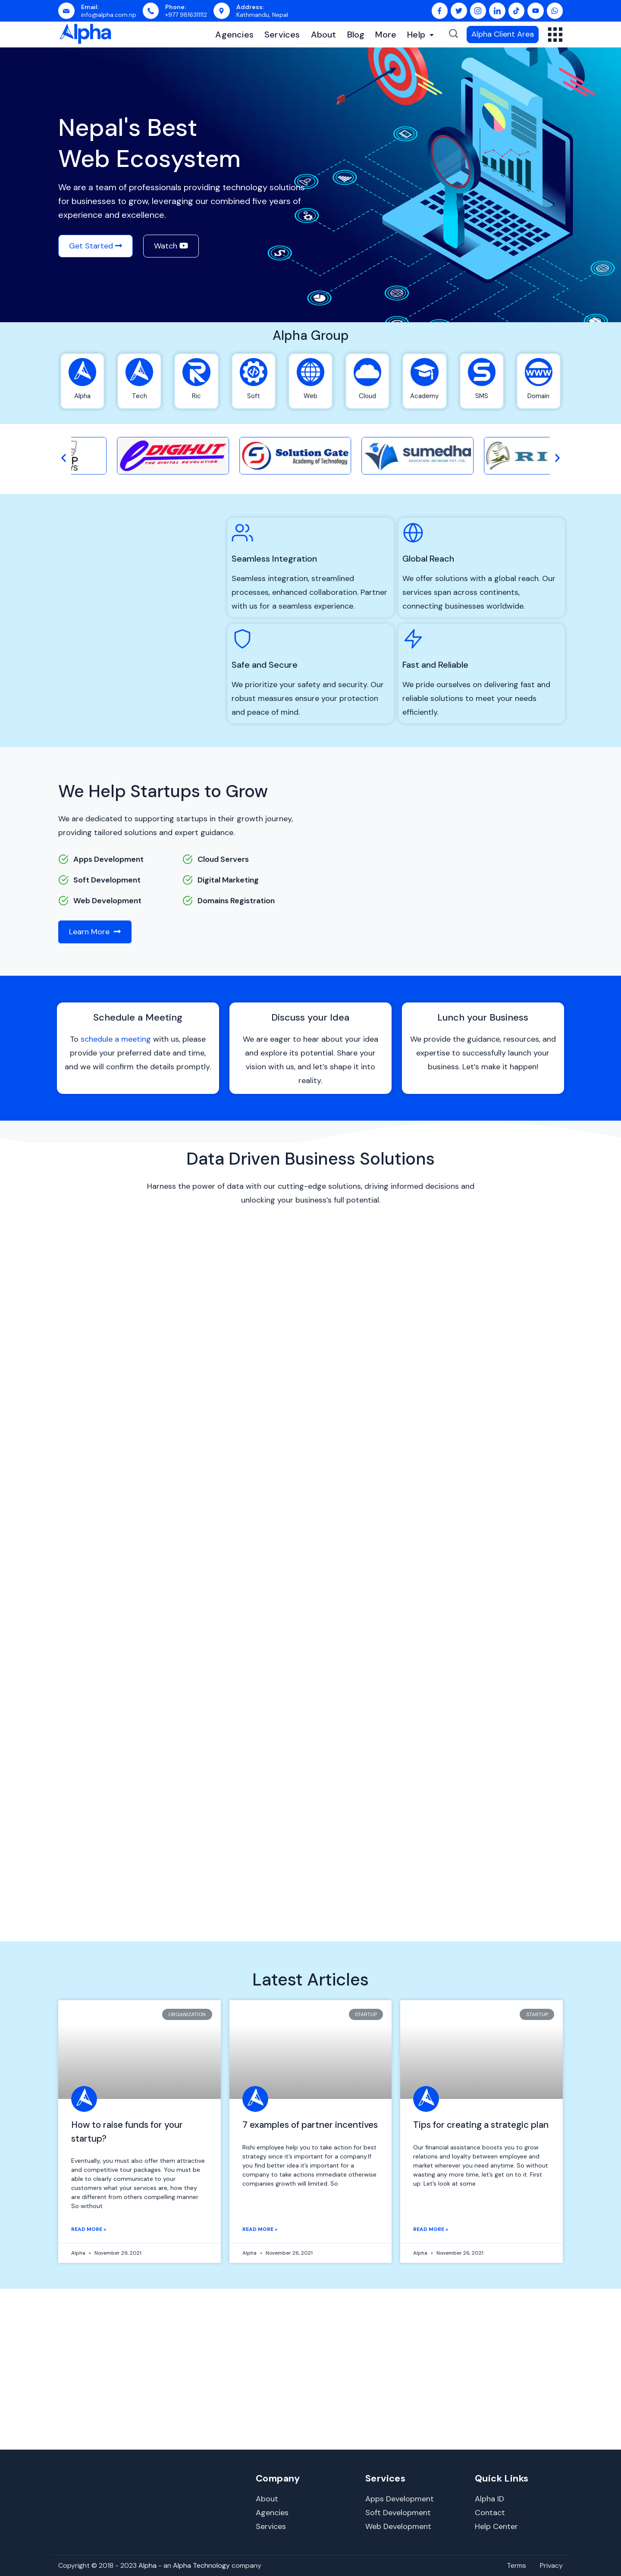 Email:
info@alpha.com.np
Phone:
+977 9816311112
Address:
Kathmandu, Nepal
Alpha
Agencies
Services
About
Blog
More
Help
Alpha Client Area
Nepal's Best
Web Ecosystem
We are a team of professionals providing technology solutions
for businesses to grow, leveraging our combined five years of
experience and excellence.
Get Started
Watch
Alpha Group
Alpha
Tech
Ric
Soft
Web
Cloud
Academy
SMS
WWW
Domain
DIGIHUT
THE DIGITAL REVOLUTION
Solution Gate
Academy of Technology
sumedha
RI
Seamless Integration
Seamless integration, streamlined
processes, enhanced collaboration. Partner
with us for a seamless experience.
Global Reach
We offer solutions with a global reach. Our
services span across continents,
connecting businesses worldwide.
Safe and Secure
We prioritize your safety and security. Our
robust measures ensure your protection
and peace of mind.
Fast and Reliable
We pride ourselves on delivering fast and
reliable solutions to meet your needs
efficiently.
We Help Startups to Grow
We are dedicated to supporting startups in their growth journey,
providing tailored solutions and expert guidance.
Apps Development
Cloud Servers
Soft Development
Digital Marketing
Web Development
Domains Registration
Learn More
Schedule a Meeting
To schedule a meeting with us, please
provide your preferred date and time,
and we will confirm the details promptly.
Discuss your Idea
We are eager to hear about your idea
and explore its potential. Share your
vision with us, and let's shape it into
reality.
Lunch your Business
We provide the guidance, resources, and
expertise to successfully launch your
business. Let's make it happen!
Data Driven Business Solutions
Harness the power of data with our cutting-edge solutions, driving informed decisions and
unlocking your business's full potential.
Latest Articles
ORGANIZATION
How to raise funds for your
startup?
Eventually, you must also offer them attractive
and competitive tour packages. You must be
able to clearly communicate to your
customers what your services are, how they
are different from others compelling manner.
So without
READ MORE »
Alpha • November 29, 2021
STARTUP
7 examples of partner incentives
Rishi employee help you to take action for best
strategy since it's important for a company.If
you find better idea it's important for a
company to take actions immediate otherwise
companies growth will limited. So
READ MORE »
Alpha • November 26, 2021
STARTUP
Tips for creating a strategic plan
Our financial assistance boosts you to grow
relations and loyalty between employee and
market wherever you need anytime. So without
wasting any more time, let's get on to it. First
up: Let's look at some
READ MORE »
Alpha • November 26, 2021
Company
About
Agencies
Services
Services
Apps Development
Soft Development
Web Development
Quick Links
Alpha ID
Contact
Help Center
Copyright © 2018 - 2023 Alpha - an Alpha Technology company
Terms
Privacy